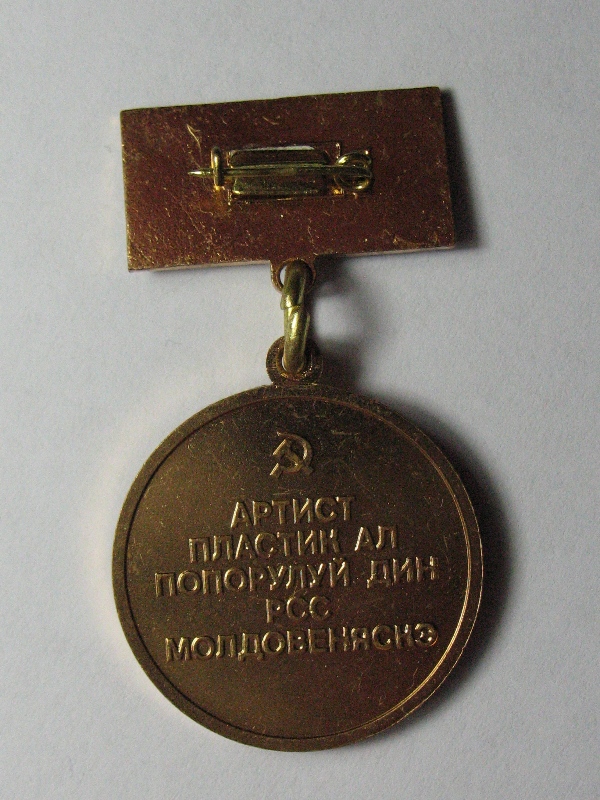 АРТИСТ
ПЛАСТИК АЛ
ПОПОРУЛУЙ ДИН
РСС
МОЛДОВЕНЯСКЭ